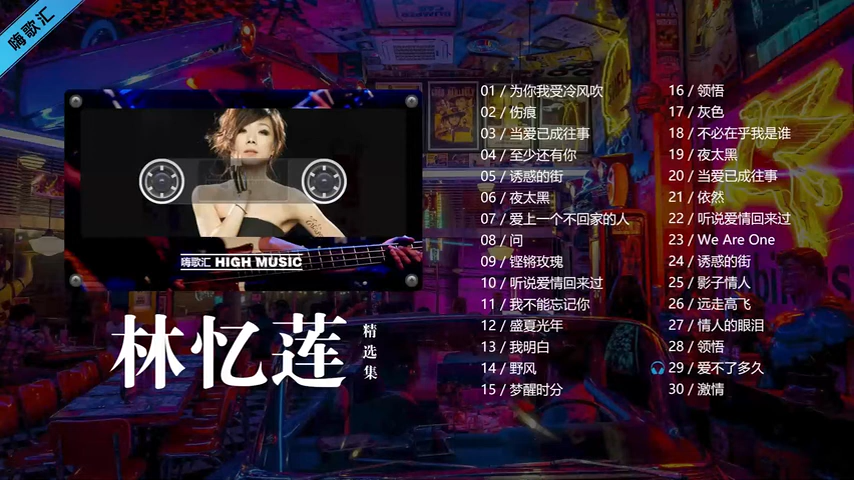 嗨歌汇
嗨歌汇 HIGH MUSIC
林忆莲
精选集
01 / 为你我受冷风吹
02 / 伤痕
03 / 当爱已成往事
04 / 至少还有你
05 / 诱惑的街
06 / 夜太黑
07 / 爱上一个不回家的人
08 / 问
09 / 铿锵玫瑰
10 / 听说爱情回来过
11 / 我不能忘记你
12 / 盛夏光年
13 / 我明白
14 / 野风
15 / 梦醒时分
16 / 领悟
17 / 灰色
18 / 不必在乎我是谁
19 / 夜太黑
20 / 当爱已成往事
21 / 依然
22 / 听说爱情回来过
23 / We Are One
24 / 诱惑的街
25 / 影子情人
26 / 远走高飞
27 / 情人的眼泪
28 / 领悟
29 / 爱不了多久
30 / 激情